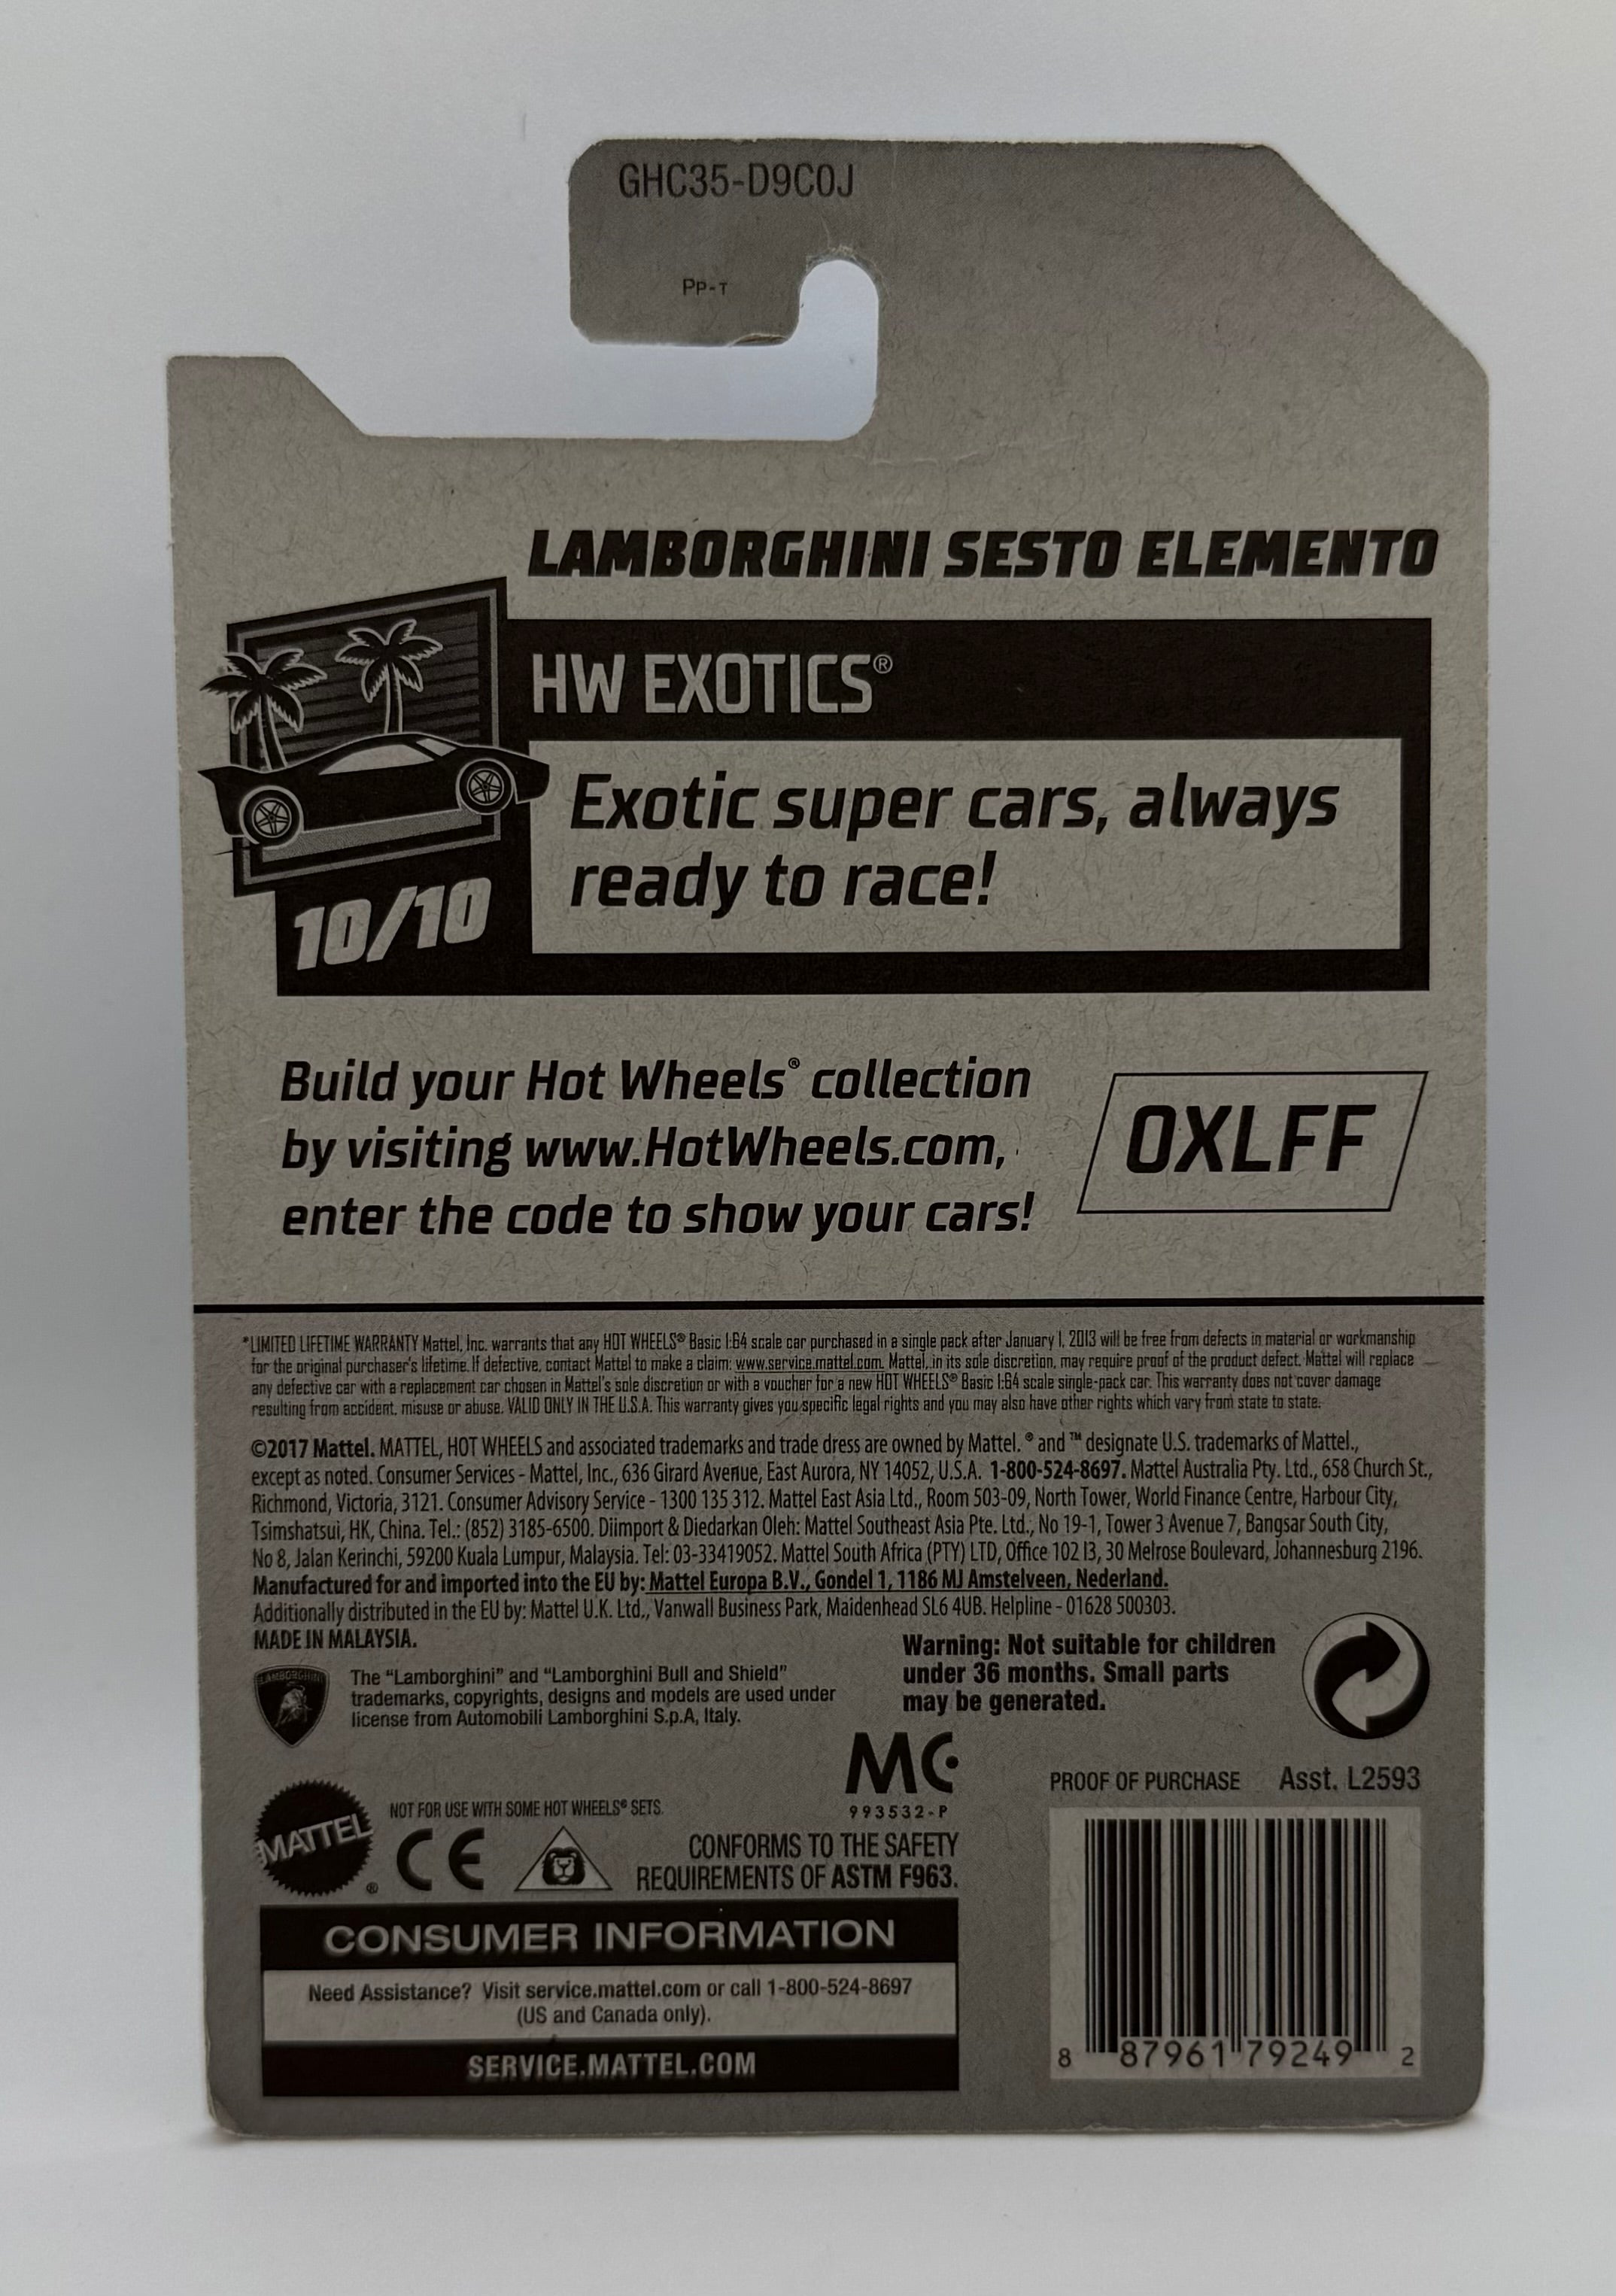 GHC35-D9C0J
PP-T
LAMBORGHINI SESTO ELEMENTO
HW EXOTICS®
Exotic super cars, always
ready to race!
10/10
Build your Hot Wheels® collection
by visiting www.HotWheels.com,
enter the code to show your cars!
0XLFF
*LIMITED LIFETIME WARRANTY Mattel, Inc. warrants that any HOT WHEELS® Basic 1:64 scale car purchased in a single pack after January 1, 2013 will be free from defects in material or workmanship
for the original purchaser's lifetime. If defective, contact Mattel to make a claim: www.service.mattel.com. Mattel, in its sole discretion, may require proof of the product defect. Mattel will replace
any defective car with a replacement car chosen in Mattel's sole discretion or with a voucher for a new HOT WHEELS® Basic 1:64 scale single-pack car. This warranty does not cover damage
resulting from accident, misuse or abuse. VALID ONLY IN THE U.S.A. This warranty gives you specific legal rights and you may also have other rights which vary from state to state.
©2017 Mattel. MATTEL, HOT WHEELS and associated trademarks and trade dress are owned by Mattel. ® and ™ designate U.S. trademarks of Mattel.,
except as noted. Consumer Services - Mattel, Inc., 636 Girard Avenue, East Aurora, NY 14052, U.S.A. 1-800-524-8697. Mattel Australia Pty. Ltd., 658 Church St.,
Richmond, Victoria, 3121. Consumer Advisory Service - 1300 135 312. Mattel East Asia Ltd., Room 503-09, North Tower, World Finance Centre, Harbour City,
Tsimshatsui, HK, China. Tel.: (852) 3185-6500. Diimport & Diedarkan Oleh: Mattel Southeast Asia Pte. Ltd., No 19-1, Tower 3 Avenue 7, Bangsar South City,
No 8, Jalan Kerinchi, 59200 Kuala Lumpur, Malaysia. Tel: 03-33419052. Mattel South Africa (PTY) LTD, Office 102 I3, 30 Melrose Boulevard, Johannesburg 2196.
Manufactured for and imported into the EU by: Mattel Europa B.V., Gondel 1, 1186 MJ Amstelveen, Nederland.
Additionally distributed in the EU by: Mattel U.K. Ltd., Vanwall Business Park, Maidenhead SL6 4UB. Helpline - 01628 500303.
MADE IN MALAYSIA.
LAMBORGHINI
The “Lamborghini” and “Lamborghini Bull and Shield”
trademarks, copyrights, designs and models are used under
license from Automobili Lamborghini S.p.A, Italy.
Warning: Not suitable for children
under 36 months. Small parts
may be generated.
MC
993532-P
PROOF OF PURCHASE Asst. L2593
MATTEL®
NOT FOR USE WITH SOME HOT WHEELS® SETS.
CE
CONFORMS TO THE SAFETY
REQUIREMENTS OF ASTM F963.
CONSUMER INFORMATION
Need Assistance? Visit service.mattel.com or call 1-800-524-8697
(US and Canada only).
SERVICE.MATTEL.COM
8 87961 79249 2